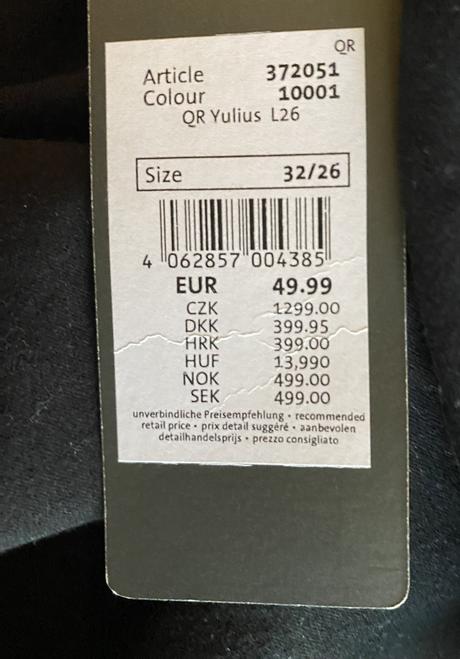 QR
Article 372051
Colour 10001
QR Yulius L26
Size 32/26
4 062857 004385
EUR 49.99
CZK 1299.00
DKK 399.95
HRK 399.00
HUF 13,990
NOK 499.00
SEK 499.00
unverbindliche Preisempfehlung • recommended
retail price • prix detail suggéré • aanbevolen
detailhandelsprijs • prezzo consigliato